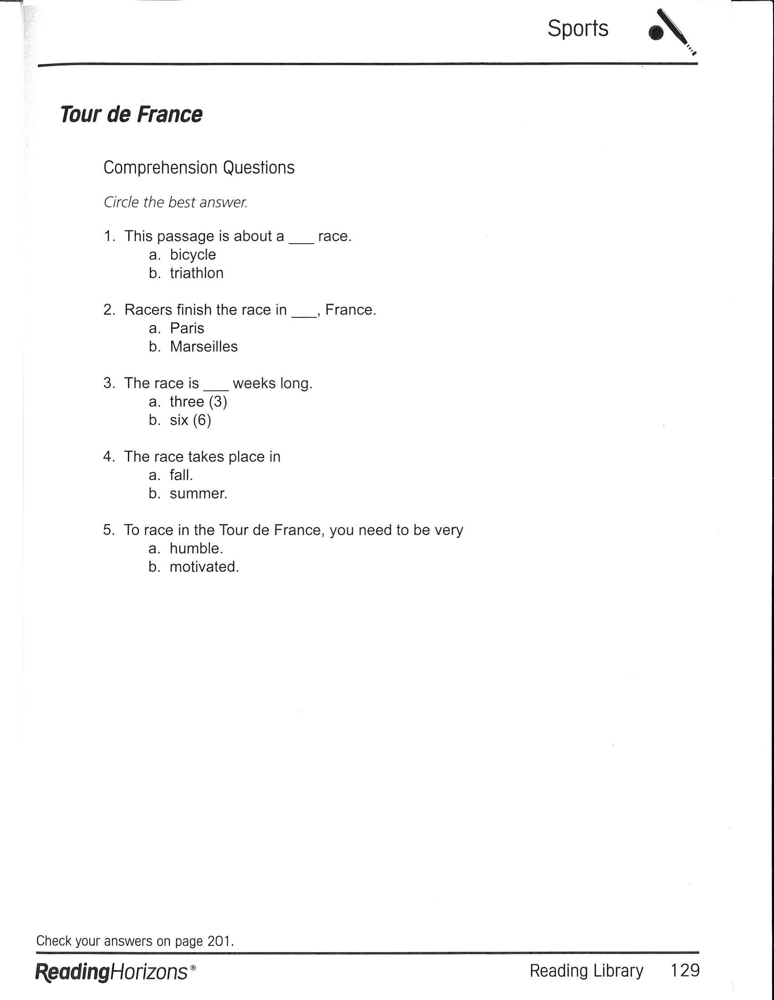 Sports
Tour de France
Comprehension Questions
Circle the best answer.
1. This passage is about a ___ race.
a. bicycle
b. triathlon
2. Racers finish the race in ___, France.
a. Paris
b. Marseilles
3. The race is ___ weeks long.
a. three (3)
b. six (6)
4. The race takes place in
a. fall.
b. summer.
5. To race in the Tour de France, you need to be very
a. humble.
b. motivated.
Check your answers on page 201.
ReadingHorizons® Reading Library 129